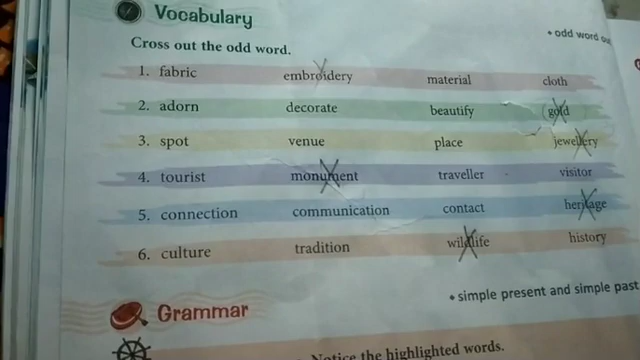 Vocabulary
• odd word
Cross out the odd word.
1. fabric embroidery material cloth
2. adorn decorate beautify gold
3. spot venue place jewellery
4. tourist monument traveller visitor
5. connection communication contact heritage
6. culture tradition wildlife history
• simple present and simple past
Grammar
Notice the highlighted words.